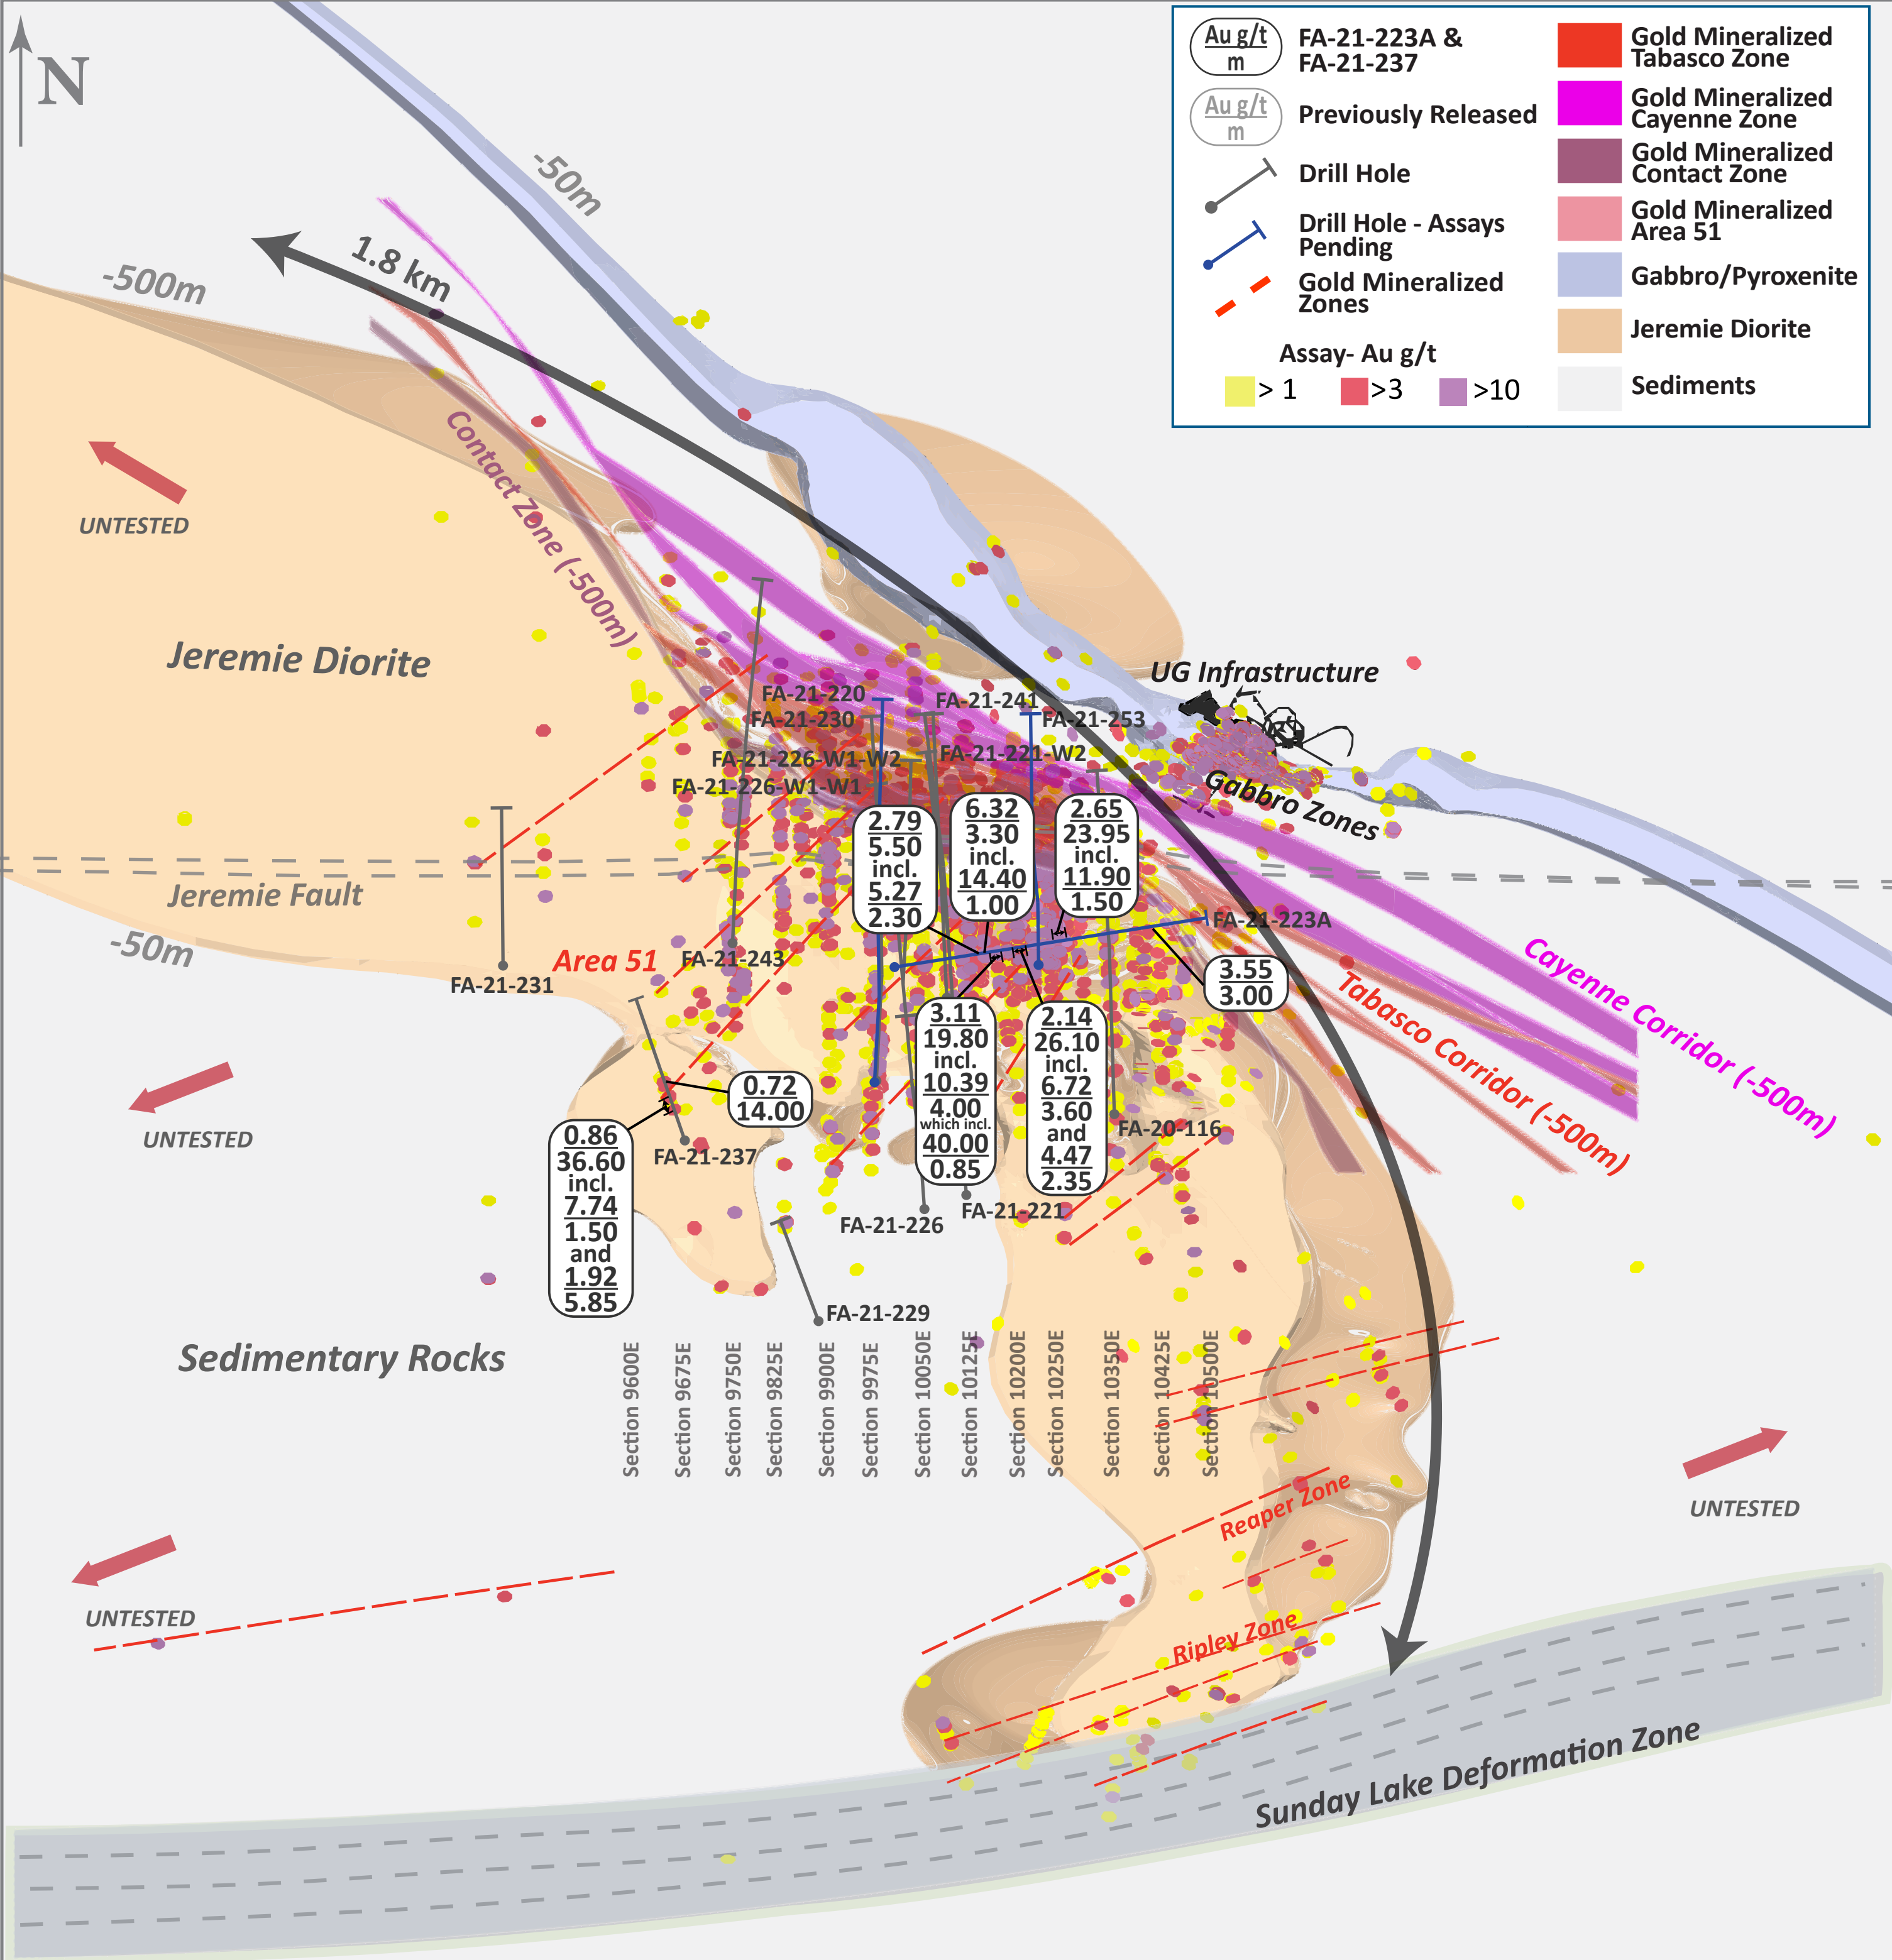 N
Au g/t
m
FA-21-223A &
FA-21-237
Au g/t
m
Previously Released
Drill Hole
Drill Hole - Assays
Pending
Gold Mineralized
Zones
Assay- Au g/t
> 1
>3
>10
Gold Mineralized
Tabasco Zone
Gold Mineralized
Cayenne Zone
Gold Mineralized
Contact Zone
Gold Mineralized
Area 51
Gabbro/Pyroxenite
Jeremie Diorite
Sediments
-50m
1.8 km
-500m
Contact Zone (-500m)
UNTESTED
Jeremie Diorite
UG Infrastructure
FA-21-220
FA-21-241
FA-21-230
FA-21-253
FA-21-226-W1-W2
FA-21-221-W2
FA-21-226-W1-W1
Gabbro Zones
2.79
5.50
incl.
5.27
2.30
6.32
3.30
incl.
14.40
1.00
2.65
23.95
incl.
11.90
1.50
Jeremie Fault
-50m
FA-21-223A
Area 51
FA-21-243
FA-21-231
3.55
3.00
Cayenne Corridor (-500m)
Tabasco Corridor (-500m)
3.11
19.80
incl.
10.39
4.00
which incl.
40.00
0.85
2.14
26.10
incl.
6.72
3.60
and
4.47
2.35
0.72
14.00
0.86
36.60
incl.
7.74
1.50
and
1.92
5.85
UNTESTED
FA-21-237
FA-20-116
FA-21-226
FA-21-221
FA-21-229
Sedimentary Rocks
Section 9600E
Section 9675E
Section 9750E
Section 9825E
Section 9900E
Section 9975E
Section 10050E
Section 10125E
Section 10200E
Section 10250E
Section 10350E
Section 10425E
Section 10500E
Reaper Zone
UNTESTED
UNTESTED
Ripley Zone
Sunday Lake Deformation Zone